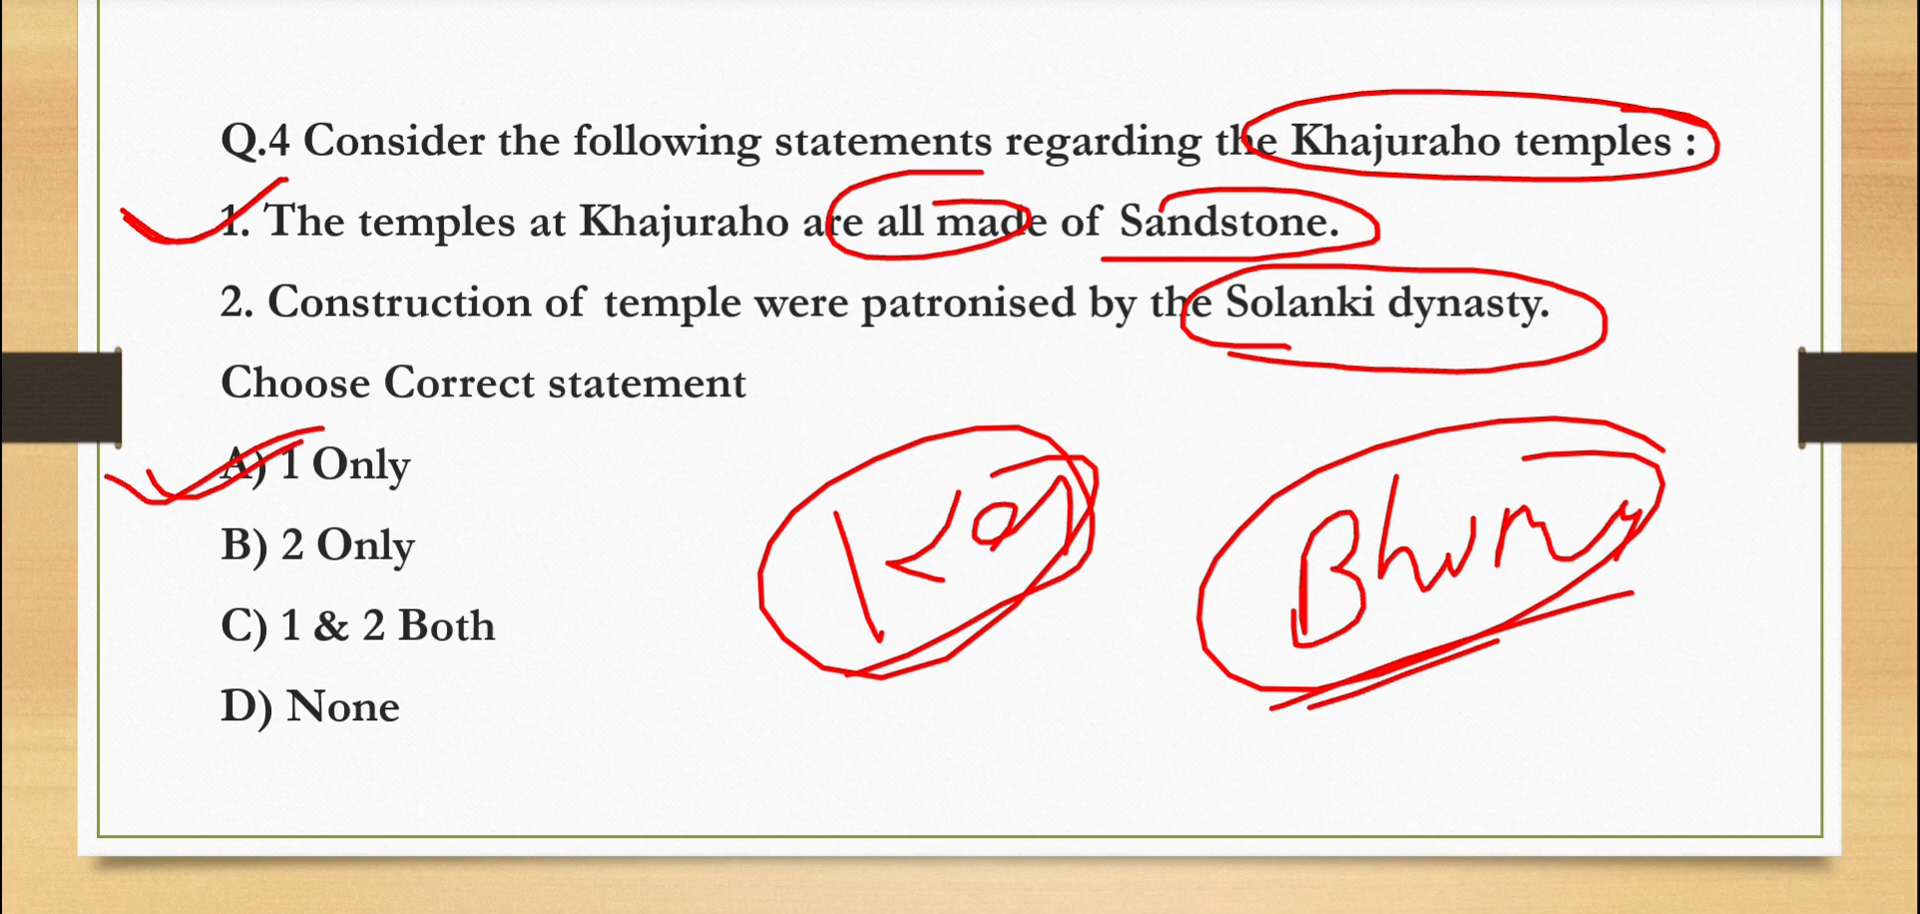 Q.4 Consider the following statements regarding the Khajuraho temples :
1. The temples at Khajuraho are all made of Sandstone.
2. Construction of temple were patronised by the Solanki dynasty.
Choose Correct statement
A) 1 Only
B) 2 Only
C) 1 & 2 Both
D) None